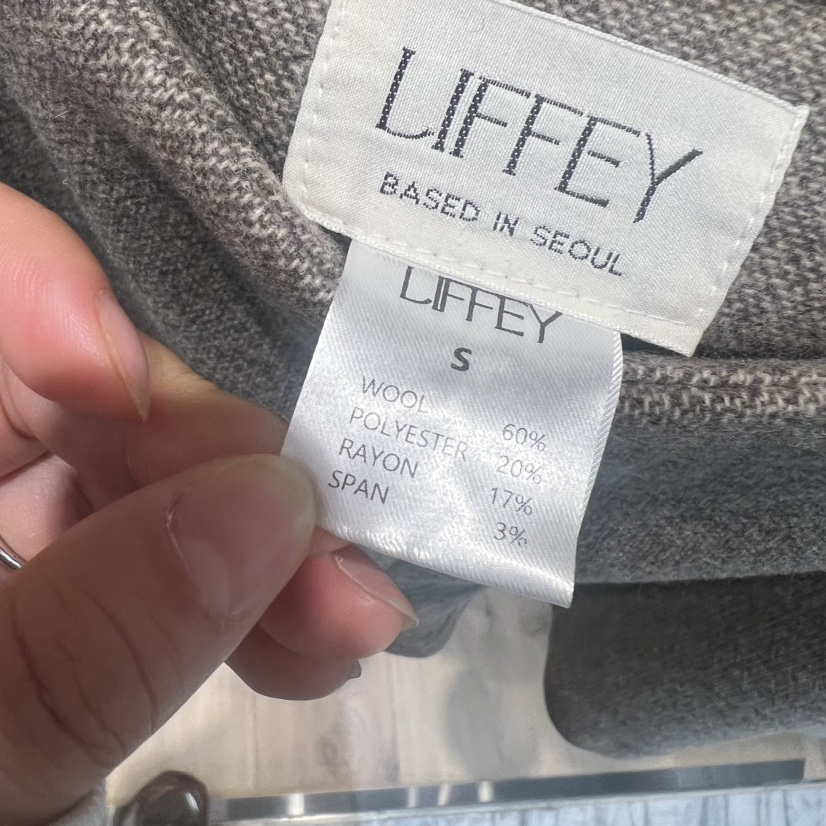 LIFFEY
BASED IN SEOUL
LIFFEY
S
WOOL 60%
POLYESTER 20%
RAYON 17%
SPAN 3%